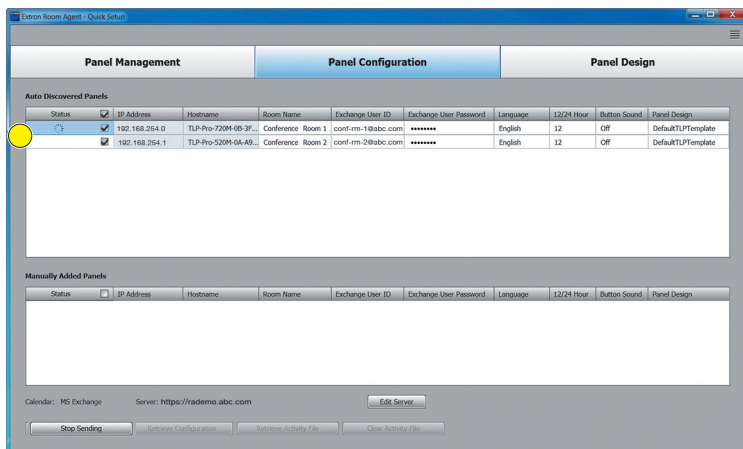 Extron Room Agent - Quick Setup
Panel Management Panel Configuration Panel Design
Auto Discovered Panels
Status IP Address Hostname Room Name Exchange User ID Exchange User Password Language 12/24 Hour Button Sound Panel Design
192.168.254.0 TLP-Pro-720M-0B-3F... Conference Room 1 conf-rm-1@abc.com •••••••• English 12 Off DefaultTLPTemplate
192.168.254.1 TLP-Pro-520M-0A-A9... Conference Room 2 conf-rm-2@abc.com •••••••• English 12 Off DefaultTLPTemplate
Manually Added Panels
Status IP Address Hostname Room Name Exchange User ID Exchange User Password Language 12/24 Hour Button Sound Panel Design
Calendar: MS Exchange Server: https://rademo.abc.com Edit Server
Stop Sending Retrieve Configuration Retrieve Activity File Clear Activity File